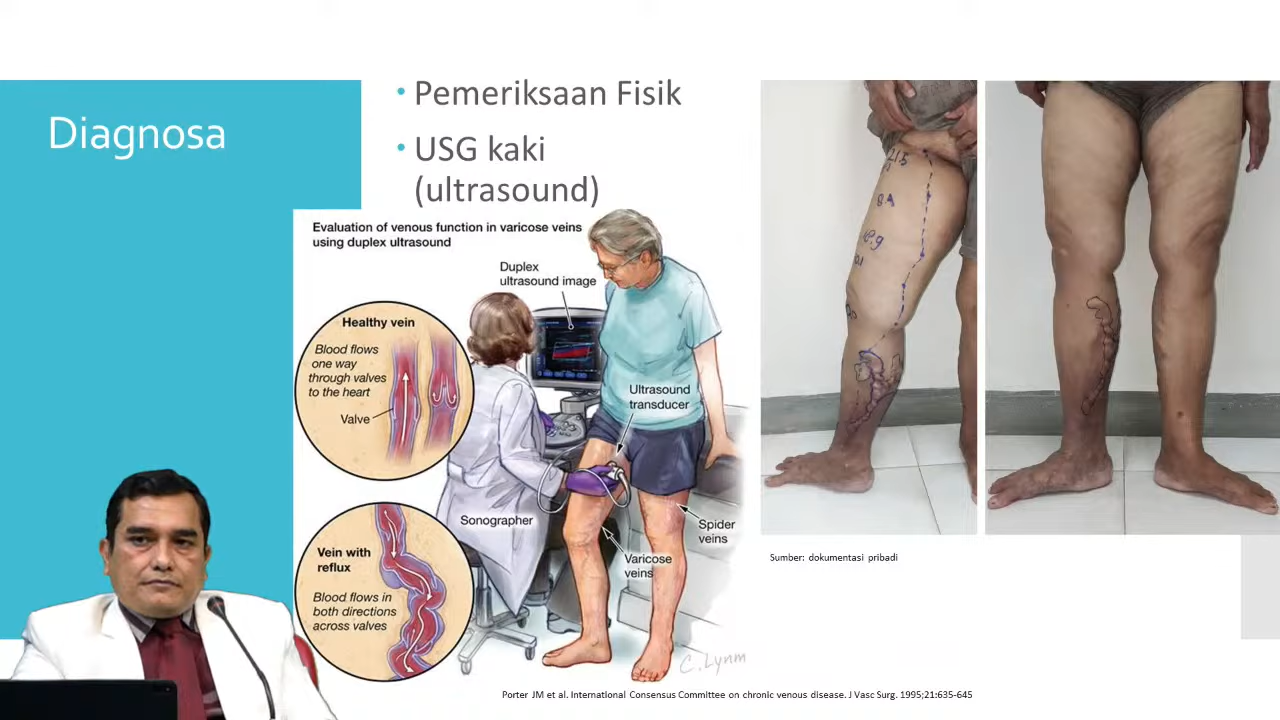 Diagnosa
• Pemeriksaan Fisik
• USG kaki
(ultrasound)
Evaluation of venous function in varicose veins
using duplex ultrasound
Duplex
ultrasound image
Healthy vein
Blood flows
one way
through valves
to the heart
Valve
Ultrasound
transducer
Sonographer
Spider
veins
Varicose
veins
Vein with
reflux
Blood flows in
both directions
across valves
C. Lynm
8.4
Sumber: dokumentasi pribadi
Porter JM et al. International Consensus Committee on chronic venous disease. J Vasc Surg. 1995;21:635-645